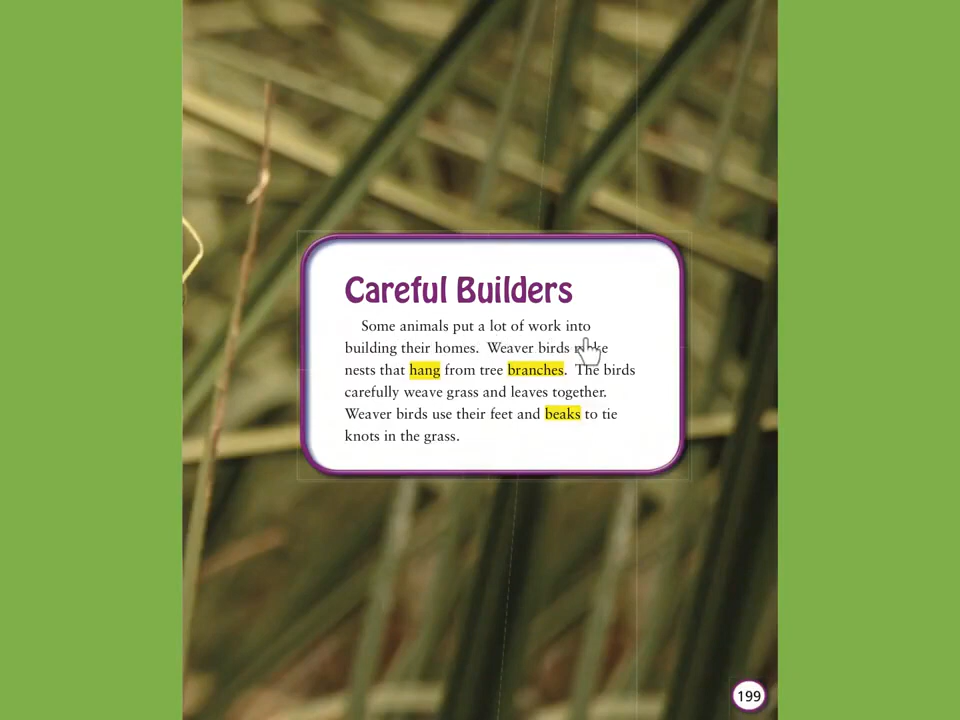 Careful Builders
Some animals put a lot of work into
building their homes. Weaver birds make
nests that hang from tree branches. The birds
carefully weave grass and leaves together.
Weaver birds use their feet and beaks to tie
knots in the grass.
199